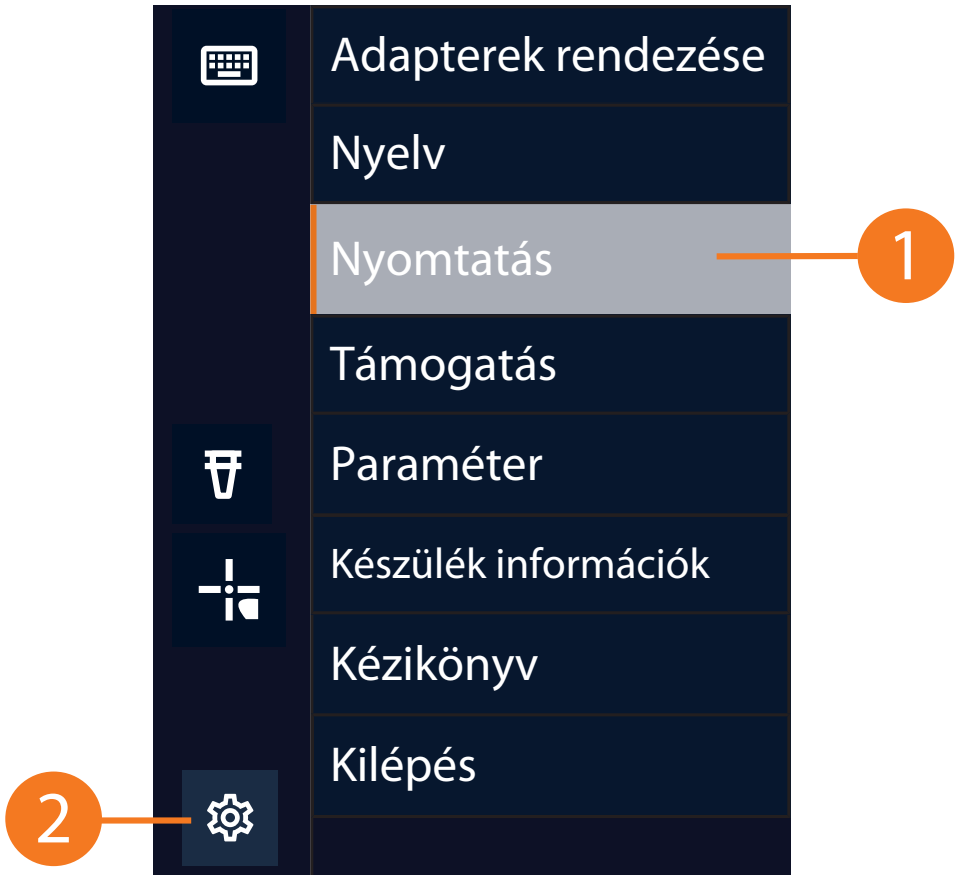 Adapterek rendezése
Nyelv
Nyomtatás
1
Támogatás
Paraméter
Készülék információk
Kézikönyv
Kilépés
2